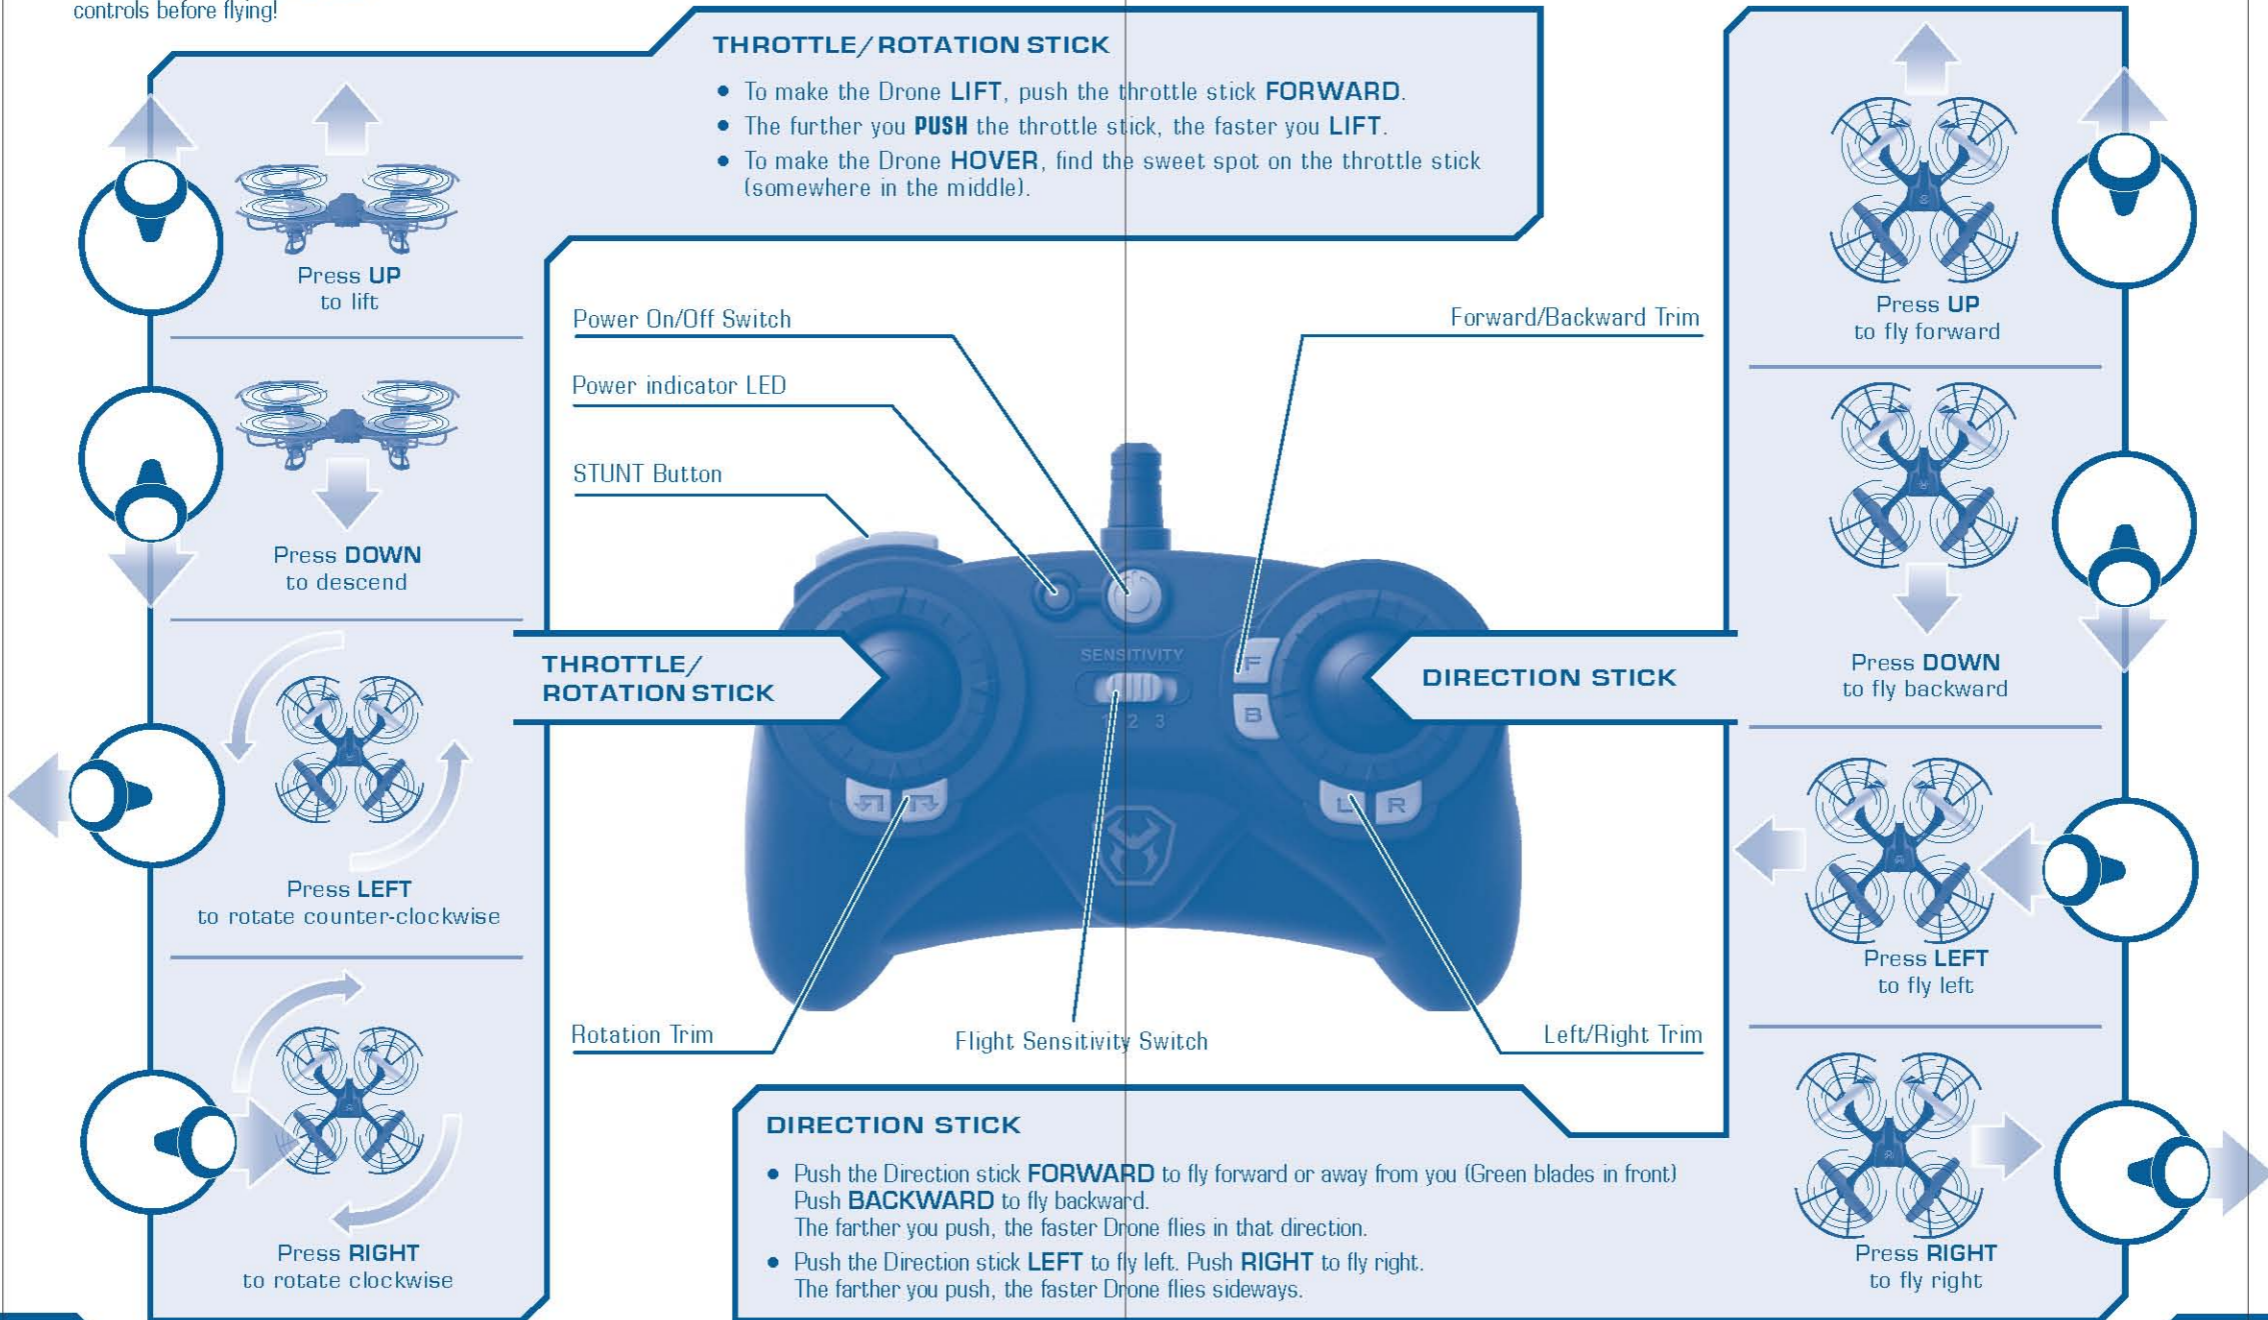 controls before flying!
THROTTLE/ROTATION STICK
• To make the Drone LIFT, push the throttle stick FORWARD.
• The further you PUSH the throttle stick, the faster you LIFT.
• To make the Drone HOVER, find the sweet spot on the throttle stick
(somewhere in the middle).
Press UP
to lift
Press DOWN
to descend
Press LEFT
to rotate counter-clockwise
Press RIGHT
to rotate clockwise
Power On/Off Switch
Power indicator LED
STUNT Button
Forward/Backward Trim
THROTTLE/
ROTATION STICK
SENSITIVITY
1 2 3
F
B
L R
DIRECTION STICK
Rotation Trim
Flight Sensitivity Switch
Left/Right Trim
Press UP
to fly forward
Press DOWN
to fly backward
Press LEFT
to fly left
Press RIGHT
to fly right
DIRECTION STICK
• Push the Direction stick FORWARD to fly forward or away from you (Green blades in front)
Push BACKWARD to fly backward.
The farther you push, the faster Drone flies in that direction.
• Push the Direction stick LEFT to fly left. Push RIGHT to fly right.
The farther you push, the faster Drone flies sideways.